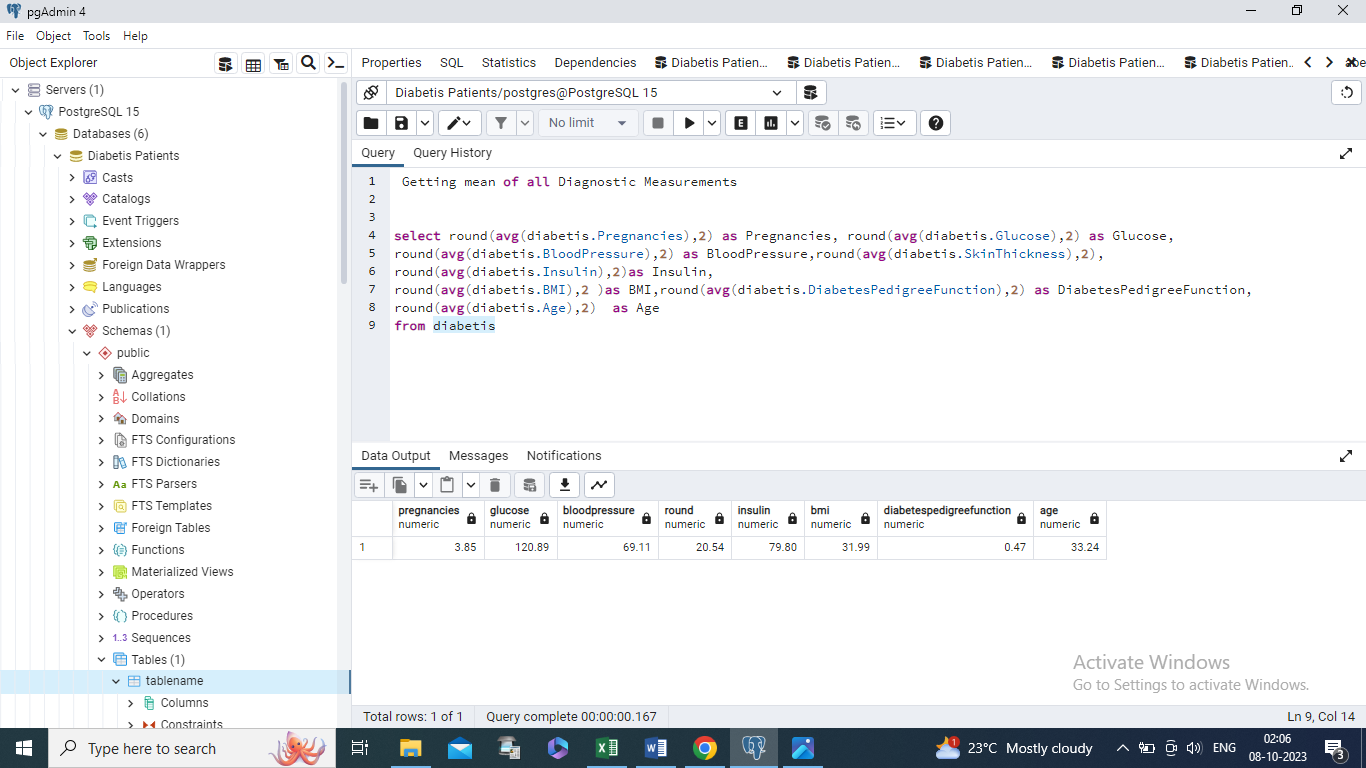 pgAdmin 4
File Object Tools Help
Object Explorer
Properties SQL Statistics Dependencies Diabetis Patien... Diabetis Patien... Diabetis Patien... Diabetis Patien... Diabetis Patien..
Servers (1)
PostgreSQL 15
Databases (6)
Diabetis Patients
Casts
Catalogs
Event Triggers
Extensions
Foreign Data Wrappers
Languages
Publications
Schemas (1)
public
Aggregates
Collations
Domains
FTS Configurations
FTS Dictionaries
FTS Parsers
FTS Templates
Foreign Tables
Functions
Materialized Views
Operators
Procedures
1..3 Sequences
Tables (1)
tablename
Columns
Constraints
Diabetis Patients/postgres@PostgreSQL 15
No limit
Query Query History
1 Getting mean of all Diagnostic Measurements
2
3
4 select round(avg(diabetis.Pregnancies),2) as Pregnancies, round(avg(diabetis.Glucose),2) as Glucose,
5 round(avg(diabetis.BloodPressure),2) as BloodPressure,round(avg(diabetis.SkinThickness),2),
6 round(avg(diabetis.Insulin),2)as Insulin,
7 round(avg(diabetis.BMI),2 )as BMI,round(avg(diabetis.DiabetesPedigreeFunction),2) as DiabetesPedigreeFunction,
8 round(avg(diabetis.Age),2)  as Age
9 from diabetis
Data Output Messages Notifications
pregnancies glucose bloodpressure round insulin bmi diabetespedigreefunction age
numeric numeric numeric numeric numeric numeric numeric numeric
1 3.85 120.89 69.11 20.54 79.80 31.99 0.47 33.24
Activate Windows
Go to Settings to activate Windows.
Total rows: 1 of 1 Query complete 00:00:00.167 Ln 9, Col 14
Type here to search
1 23°C Mostly cloudy ENG 02:06
08-10-2023 3